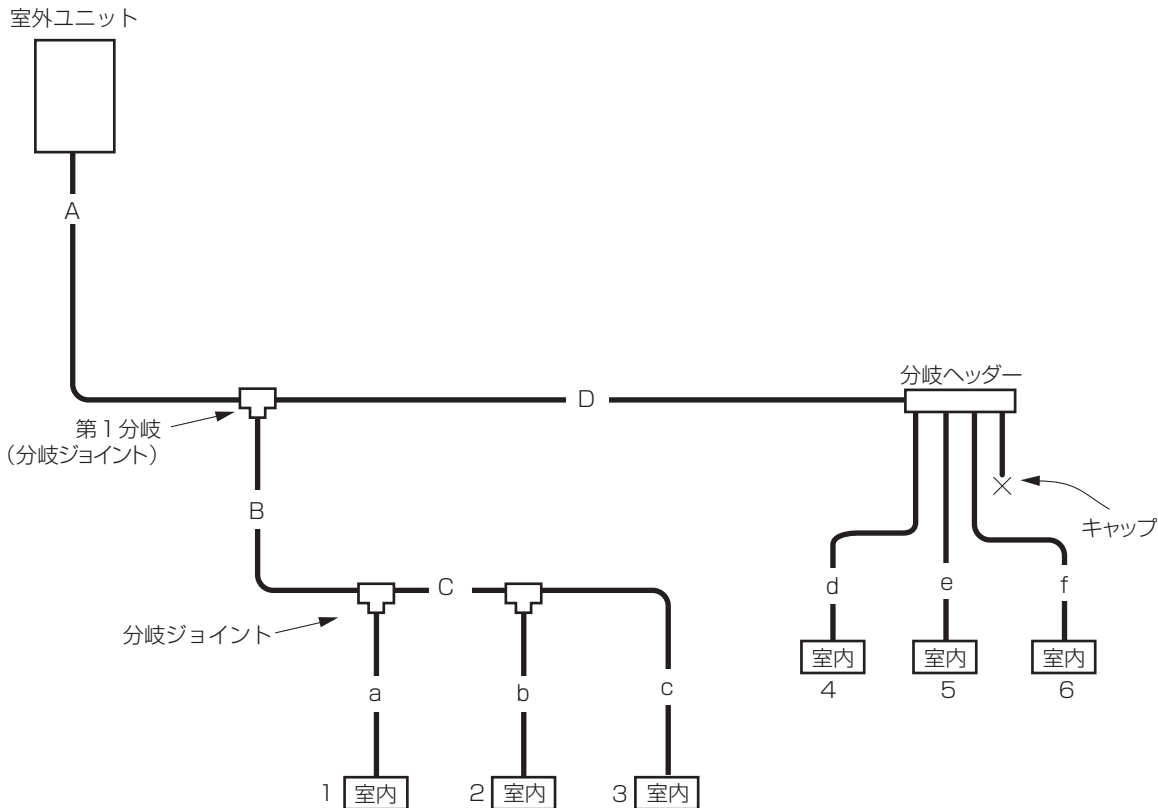 室外ユニット
A
分岐ヘッダー
D
第1分岐
（分岐ジョイント）
B
キャップ
d
e
f
C
分岐ジョイント
室内
室内
室内
4
5
6
a
b
c
1
室内
2
室内
3
室内